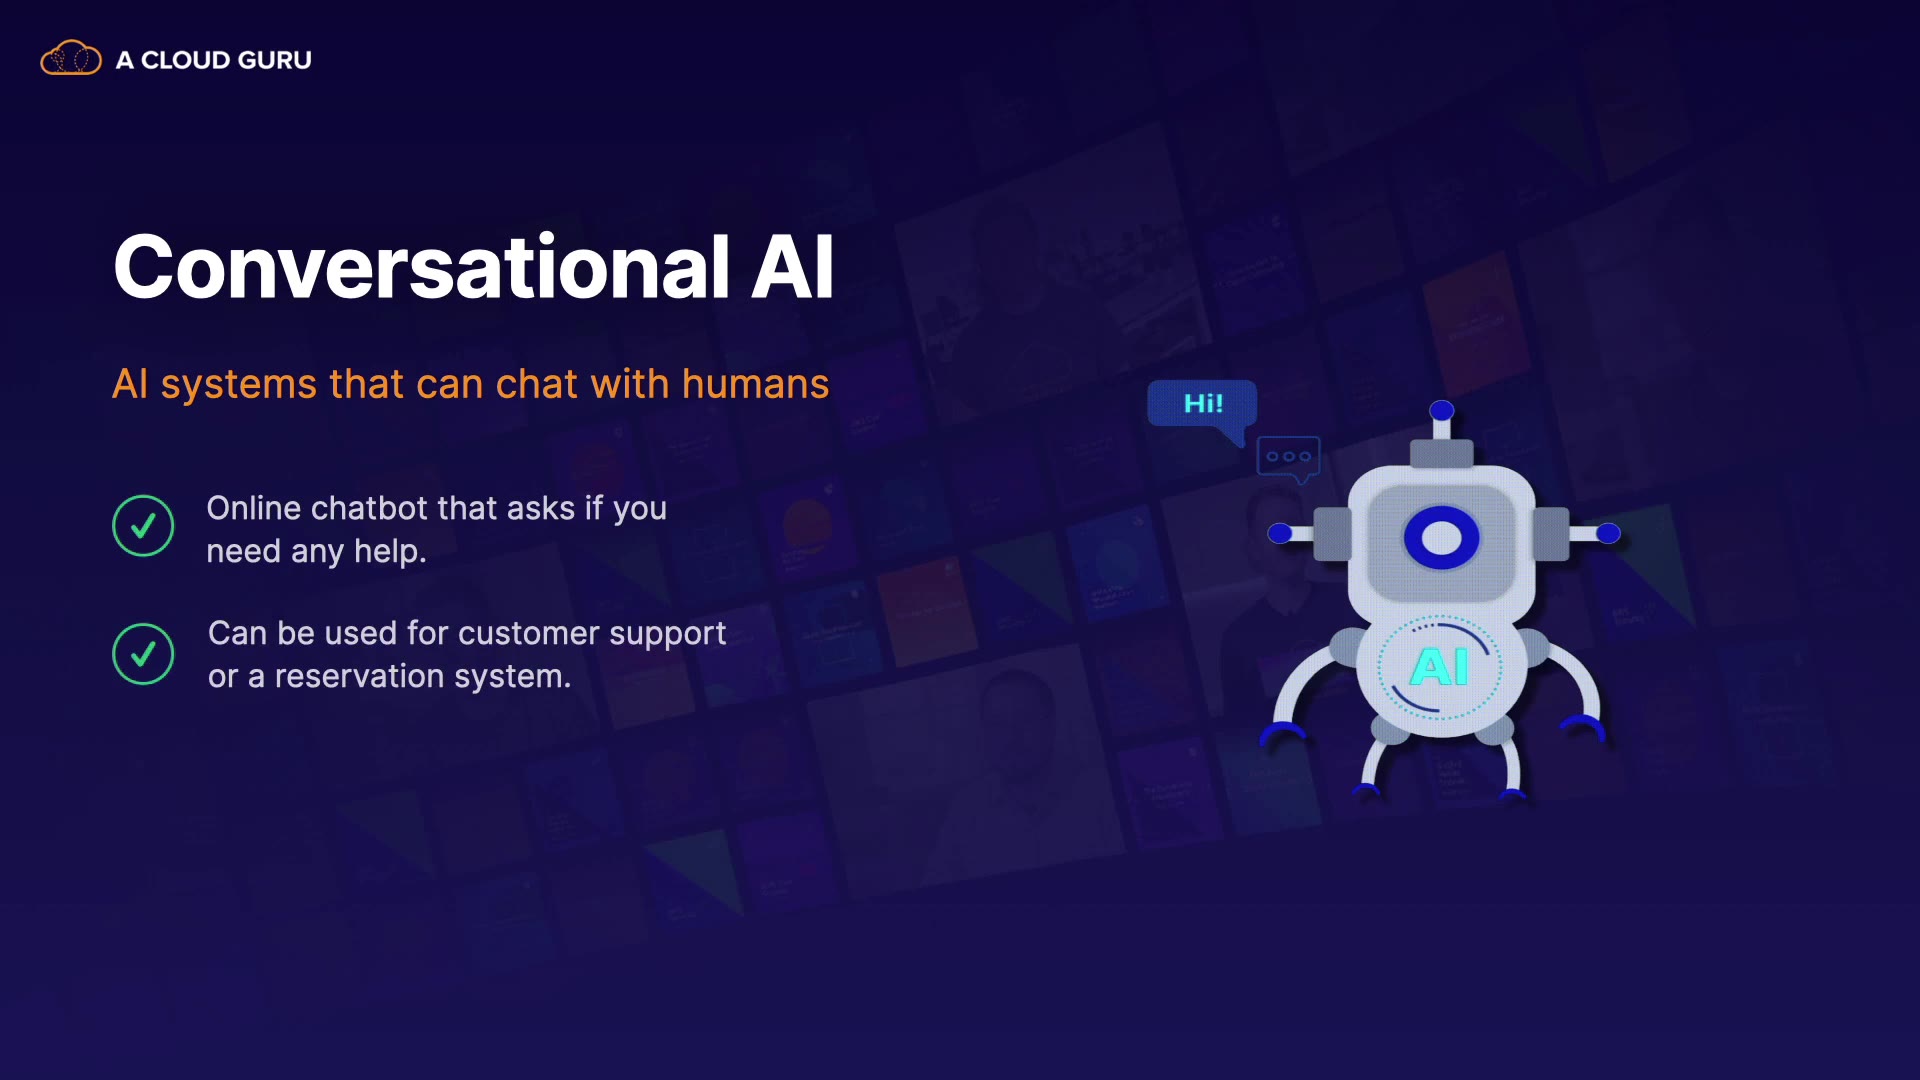 A CLOUD GURU
Conversational AI
AI systems that can chat with humans
Online chatbot that asks if you
need any help.
Can be used for customer support
or a reservation system.
Hi!
AI